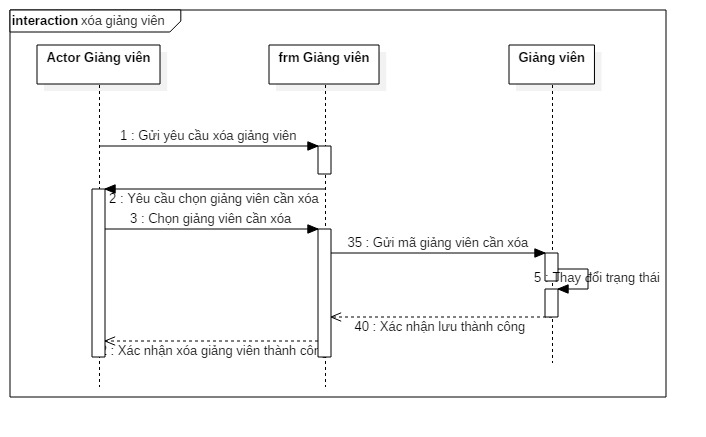 interaction xóa giảng viên
Actor Giảng viên
frm Giảng viên
Giảng viên
1 : Gửi yêu cầu xóa giảng viên
2 : Yêu cầu chọn giảng viên cần xóa
3 : Chọn giảng viên cần xóa
35 : Gửi mã giảng viên cần xóa
5 : Thay đổi trạng thái
40 : Xác nhận lưu thành công
: Xác nhận xóa giảng viên thành côn